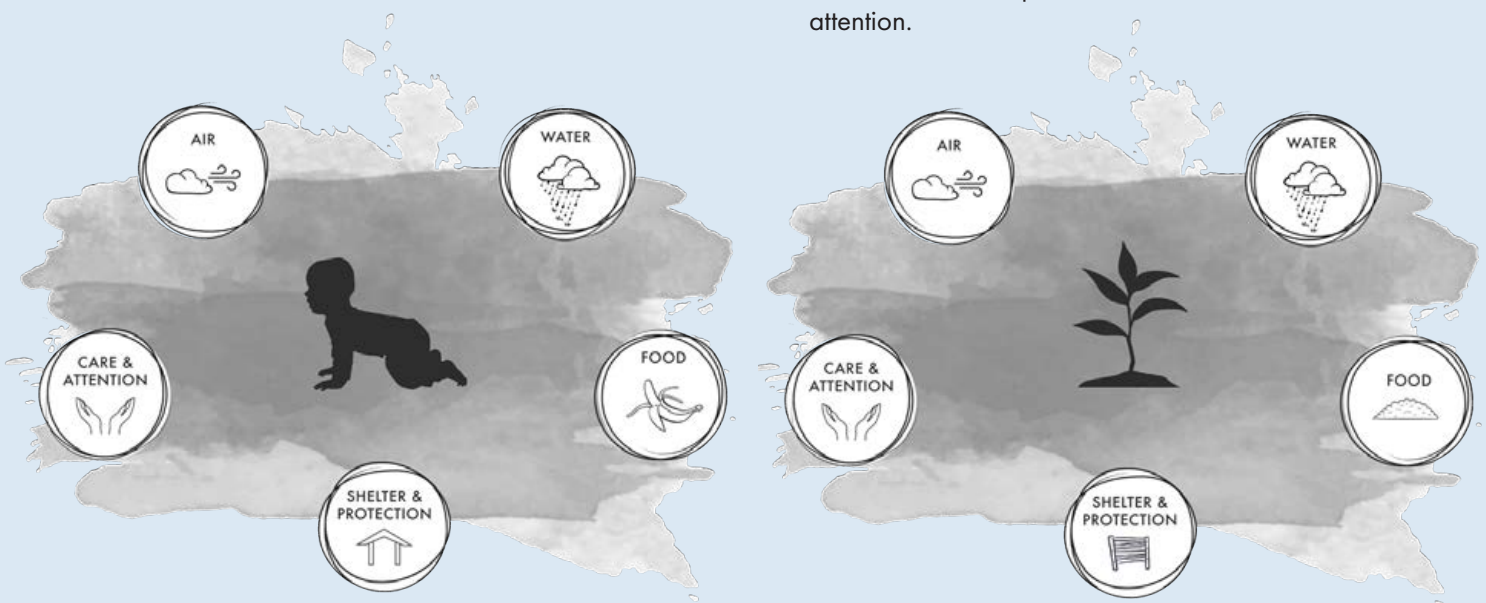 attention.
AIR
WATER
CARE &
ATTENTION
FOOD
SHELTER &
PROTECTION
AIR
WATER
CARE &
ATTENTION
FOOD
SHELTER &
PROTECTION